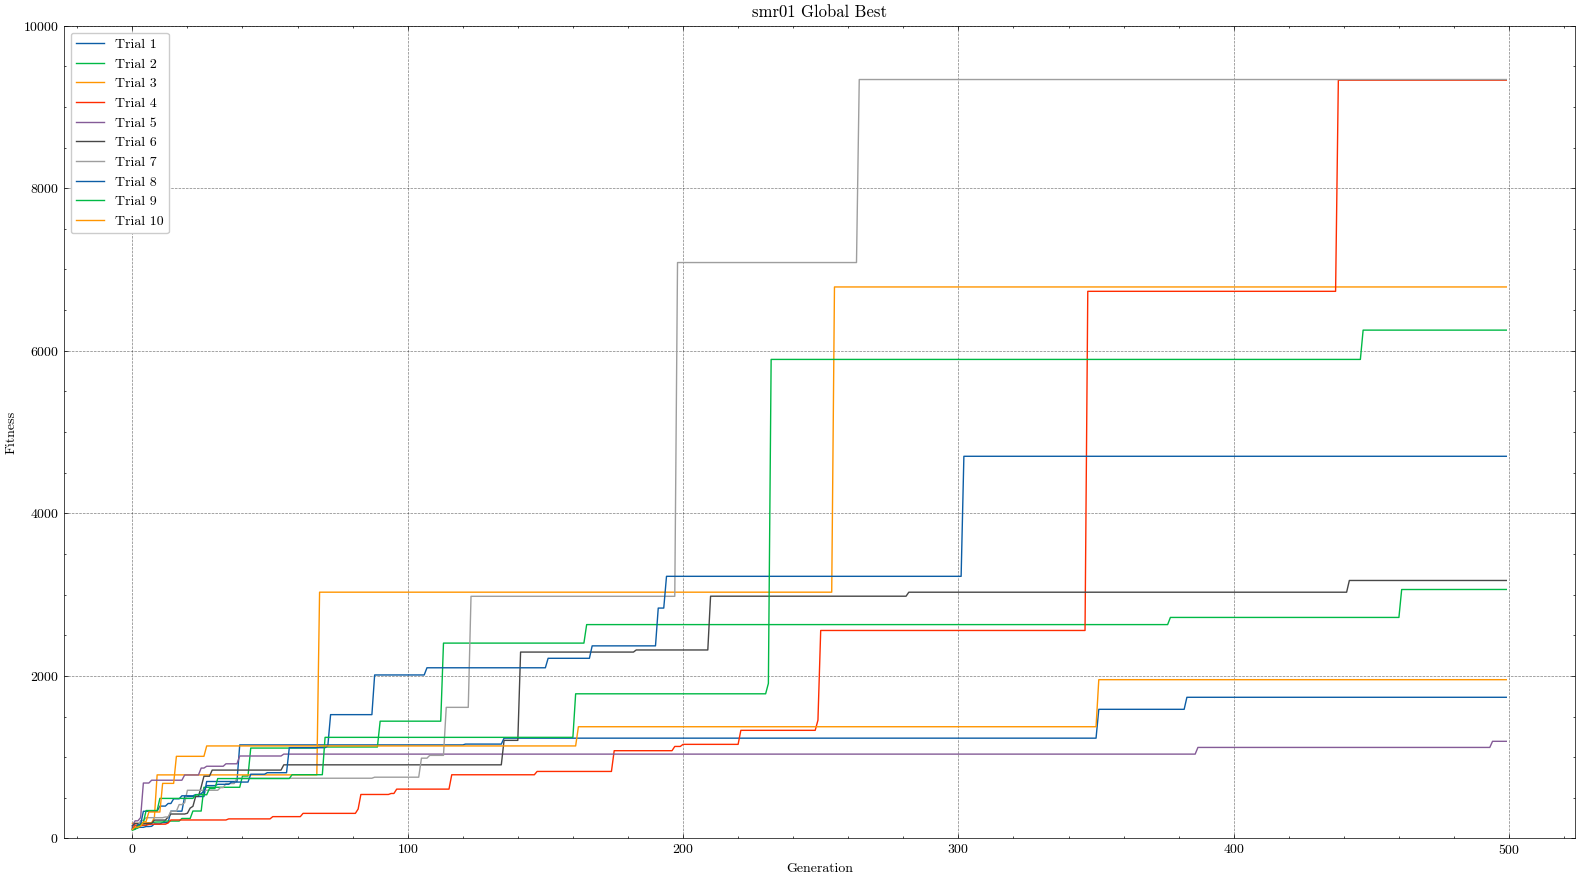 smr01 Global Best
10000
8000
6000
4000
2000
0
Fitness
Trial 1
Trial 2
Trial 3
Trial 4
Trial 5
Trial 6
Trial 7
Trial 8
Trial 9
Trial 10
0
100
200
300
400
500
Generation